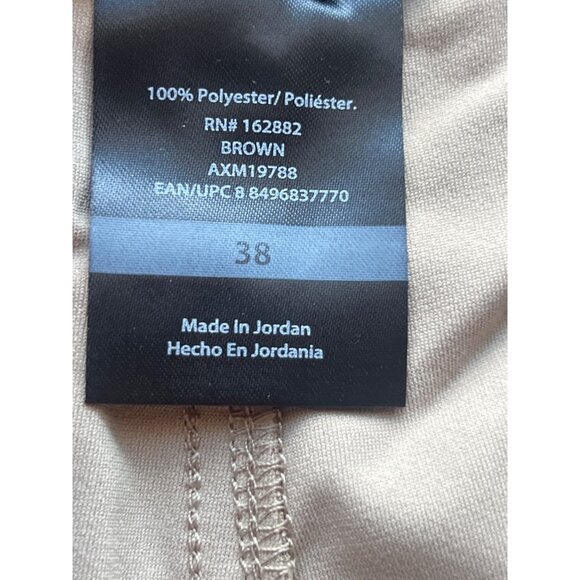 100% Polyester/ Poliéster.
RN# 162882
BROWN
AXM19788
EAN/UPC 8 8496837770
38
Made In Jordan
Hecho En Jordania